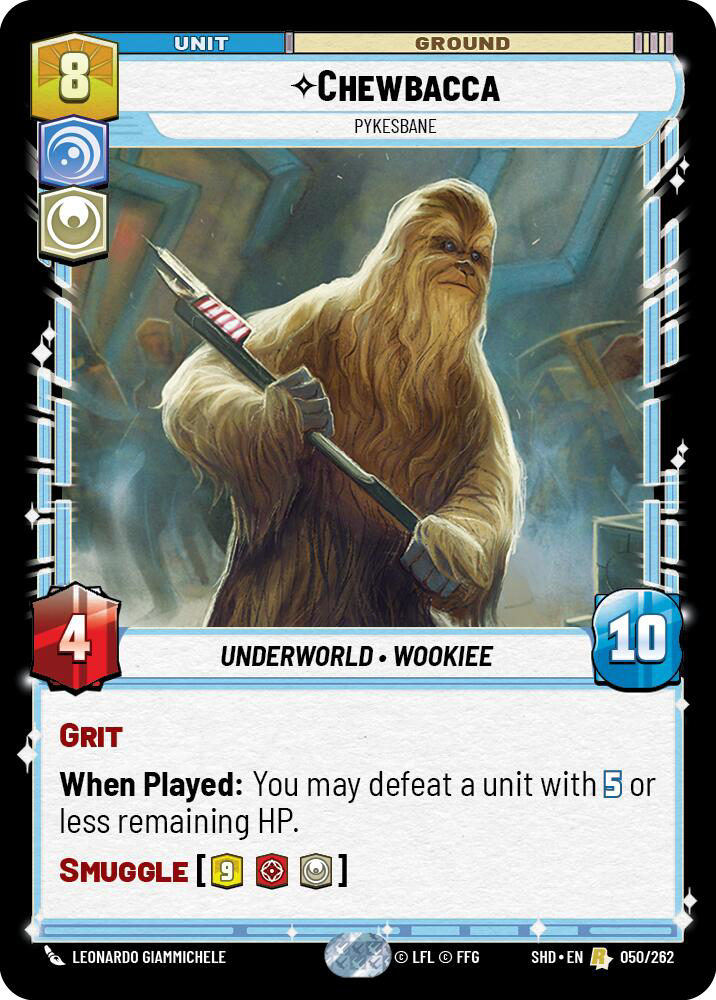 UNIT
GROUND
8
CHEWBACCA
PYKESBANE
4
UNDERWORLD • WOOKIEE
10
GRIT
When Played: You may defeat a unit with 5 or
less remaining HP.
SMUGGLE [9]
LEONARDO GIAMMICHELE
© LFL © FFG
SHD • EN R 050/262